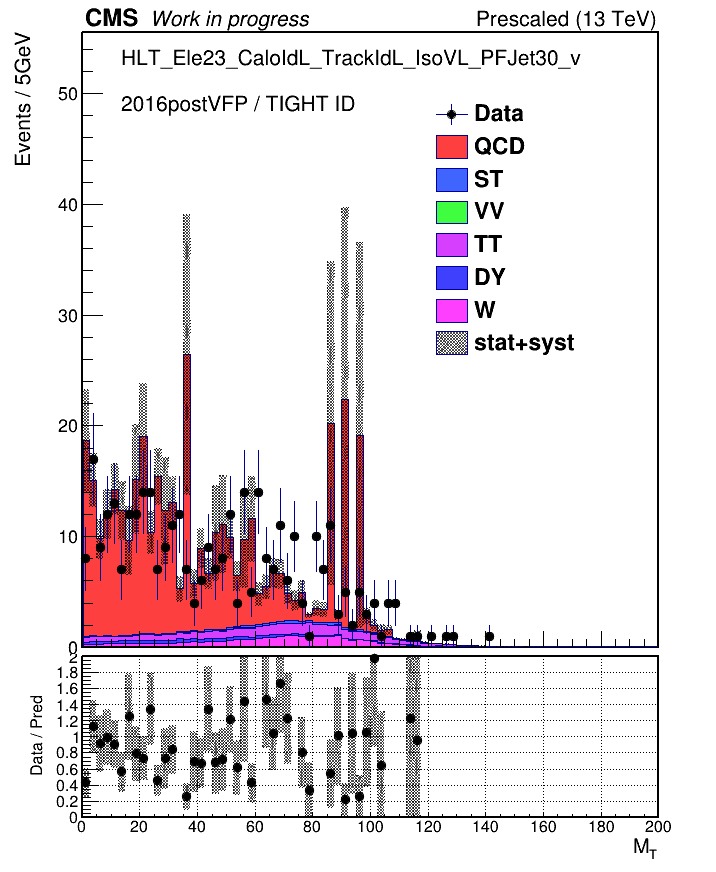 CMS Work in progress Prescaled (13 TeV)
Events / 5GeV
HLT_Ele23_CaloIdL_TrackIdL_IsoVL_PFJet30_v
2016postVFP / TIGHT ID
Data
QCD
ST
VV
TT
DY
W
stat+syst
50
40
30
20
10
0
Data / Pred
2
1.8
1.6
1.4
1.2
1
0.8
0.6
0.4
0.2
0
0 20 40 60 80 100 120 140 160 180 200
M_T